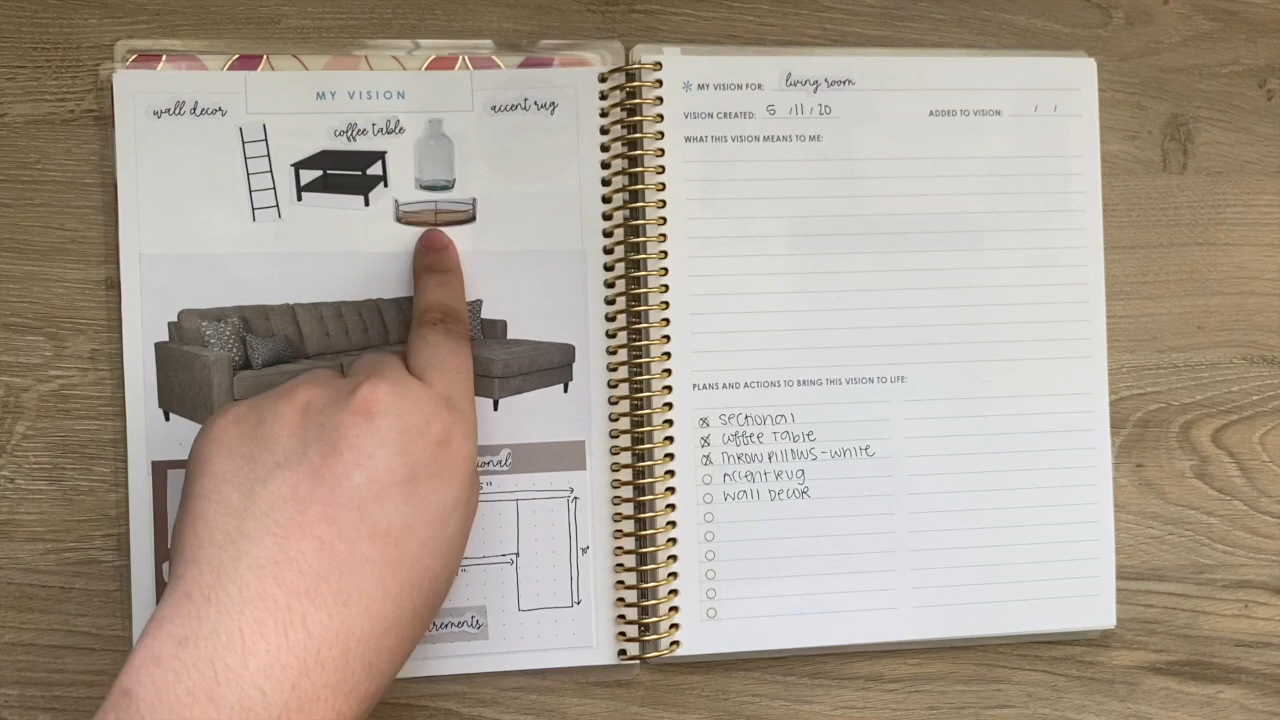 MY VISION
wall decor
accent rug
coffee table
MY VISION FOR: living room
VISION CREATED: 5 /11 / 20
ADDED TO VISION: / /
WHAT THIS VISION MEANS TO ME:
PLANS AND ACTIONS TO BRING THIS VISION TO LIFE:
sectional
coffee table
throw pillows - white
accent rug
wall decor